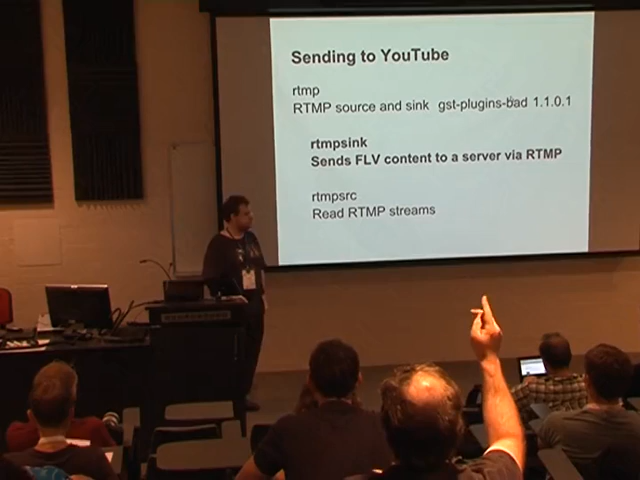 Sending to YouTube
rtmp
RTMP source and sink gst-plugins-bad 1.1.0.1
rtmpsink
Sends FLV content to a server via RTMP
rtmpsrc
Read RTMP streams